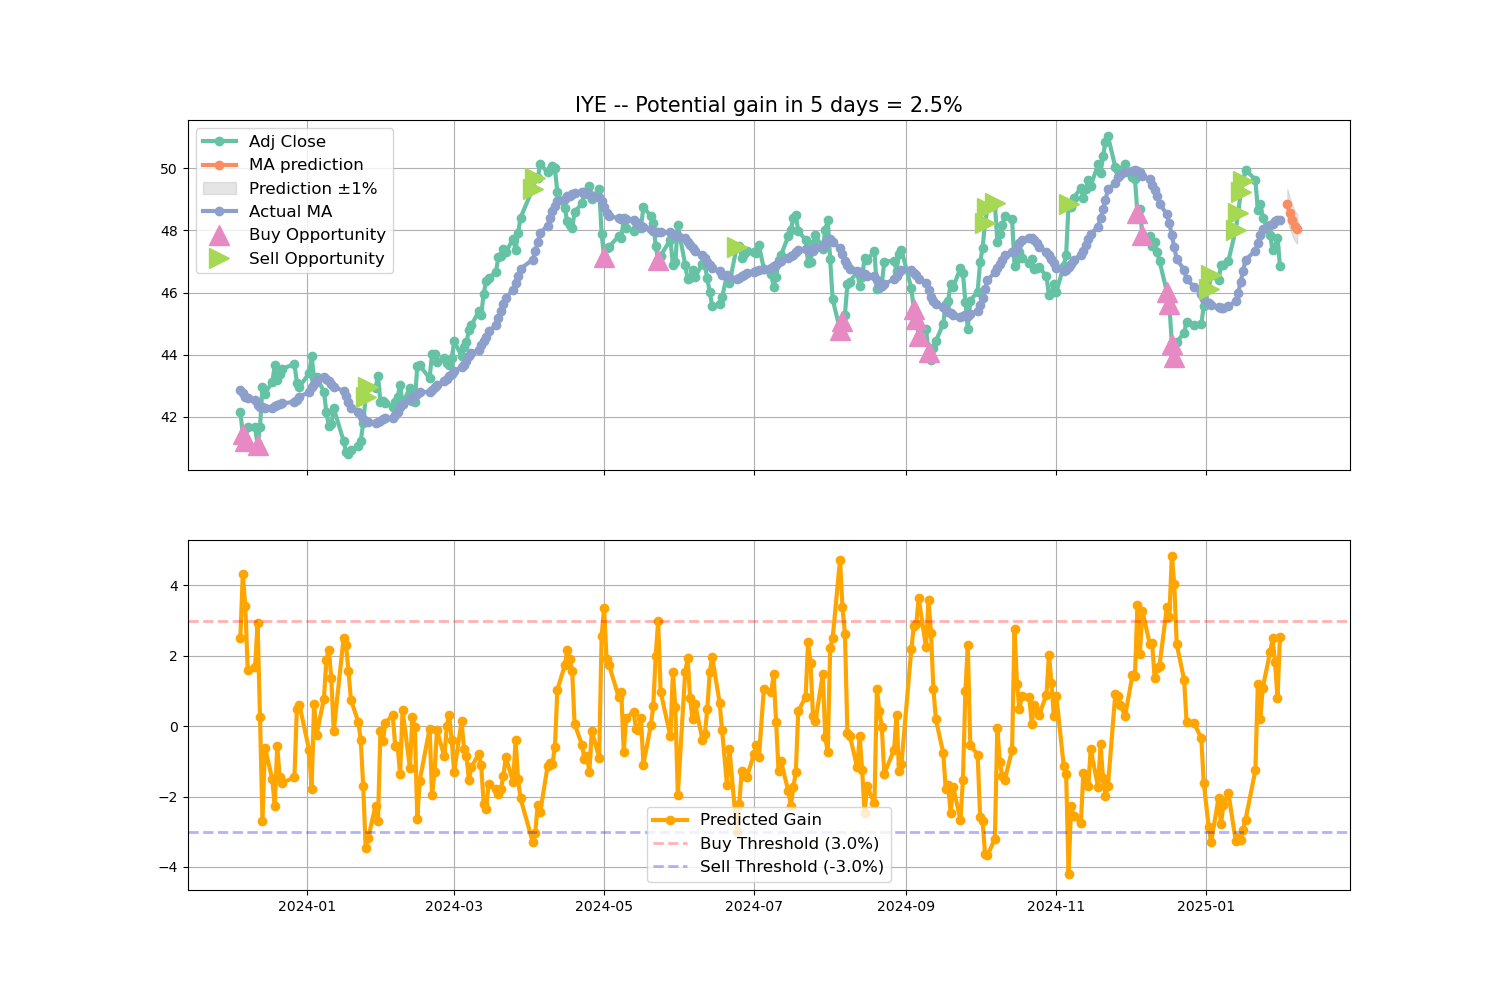 IYE -- Potential gain in 5 days = 2.5%
Adj Close
MA prediction
Prediction ±1%
Actual MA
Buy Opportunity
Sell Opportunity
50
48
46
44
42
4
2
0
−2
−4
Predicted Gain
Buy Threshold (3.0%)
Sell Threshold (-3.0%)
2024-01 2024-03 2024-05 2024-07 2024-09 2024-11 2025-01